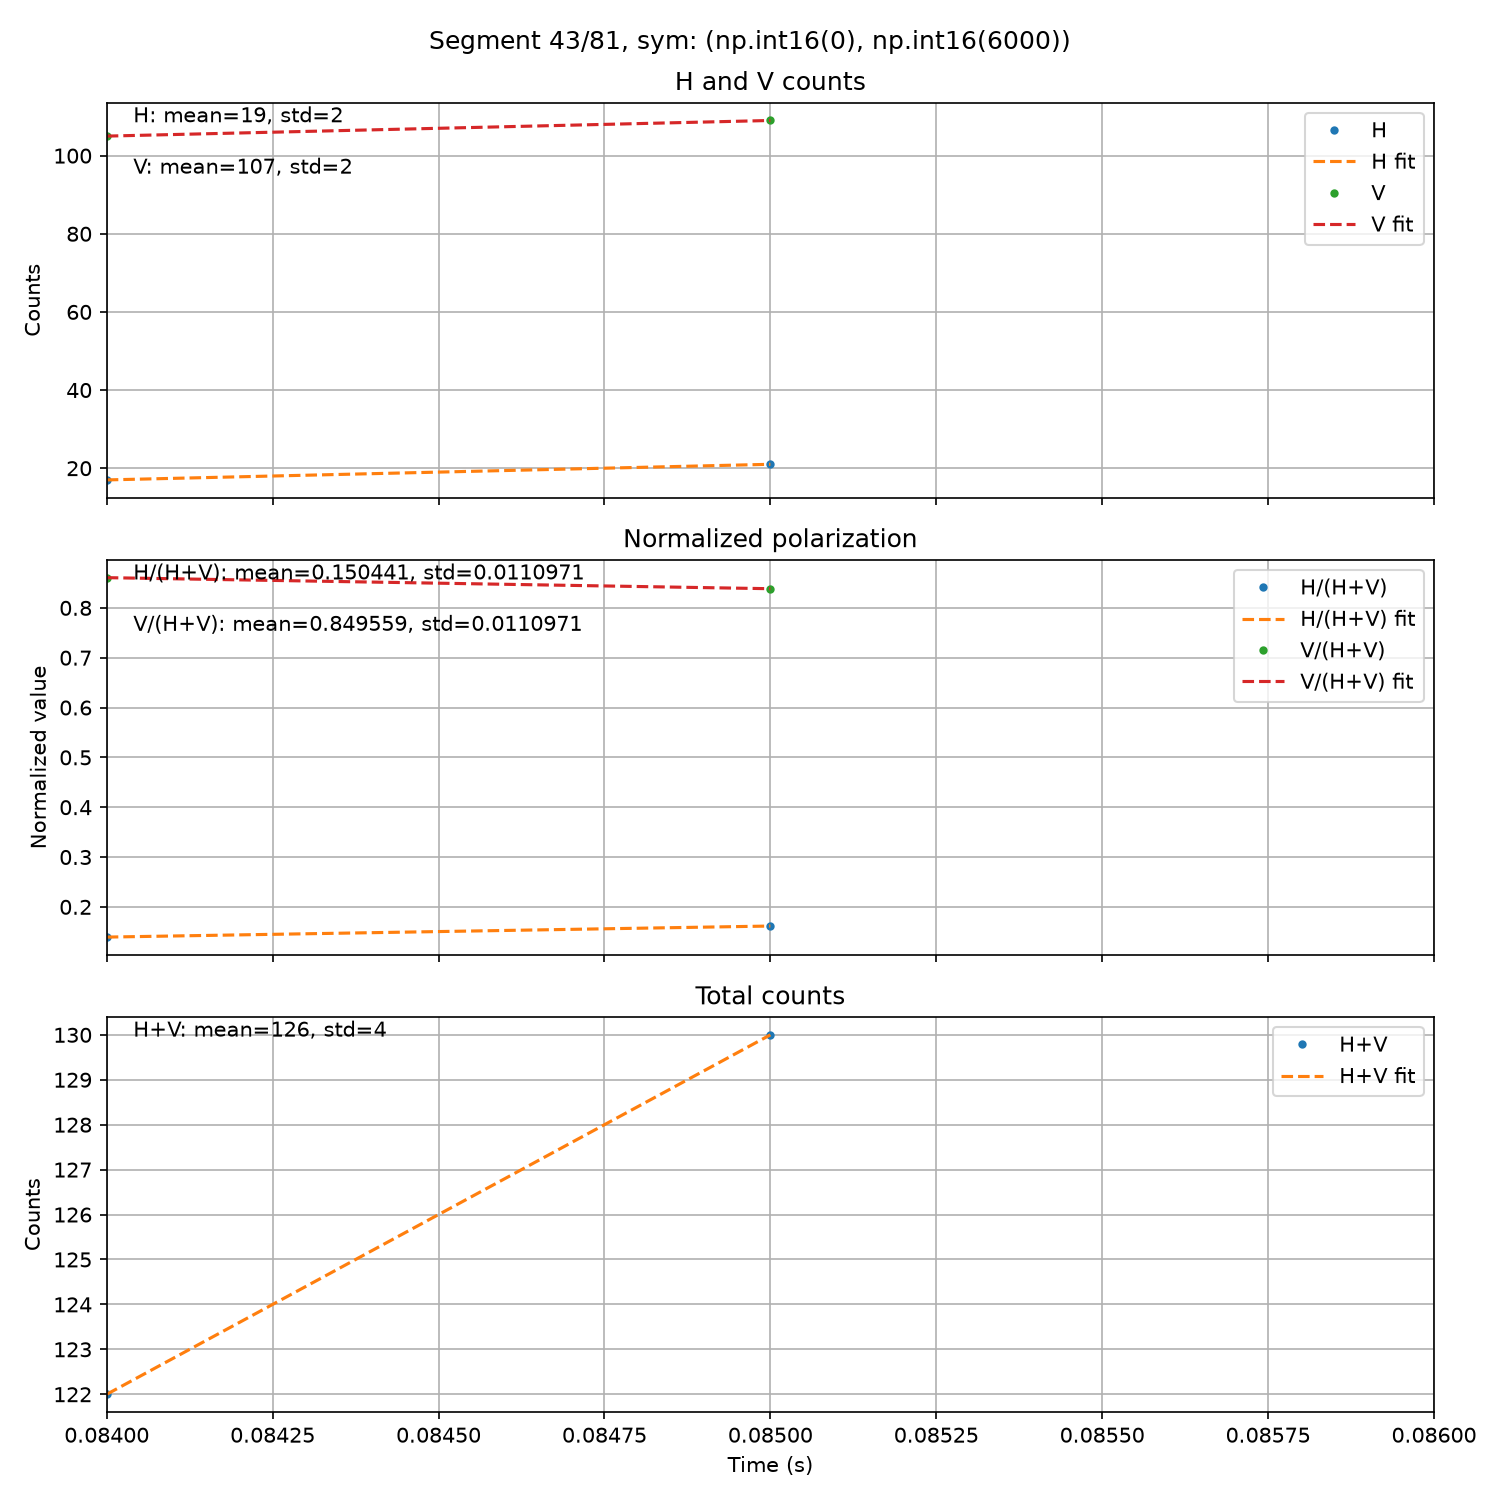 Segment 43/81, sym: (np.int16(0), np.int16(6000))
H and V counts
H: mean=19, std=2
V: mean=107, std=2
H
H fit
V
V fit
100
80
60
40
20
Counts
Normalized polarization
H/(H+V): mean=0.150441, std=0.0110971
V/(H+V): mean=0.849559, std=0.0110971
H/(H+V)
H/(H+V) fit
V/(H+V)
V/(H+V) fit
0.8
0.7
0.6
0.5
0.4
0.3
0.2
Normalized value
Total counts
H+V: mean=126, std=4
H+V
H+V fit
130
129
128
127
126
125
124
123
122
Counts
0.08400 0.08425 0.08450 0.08475 0.08500 0.08525 0.08550 0.08575 0.08600
Time (s)